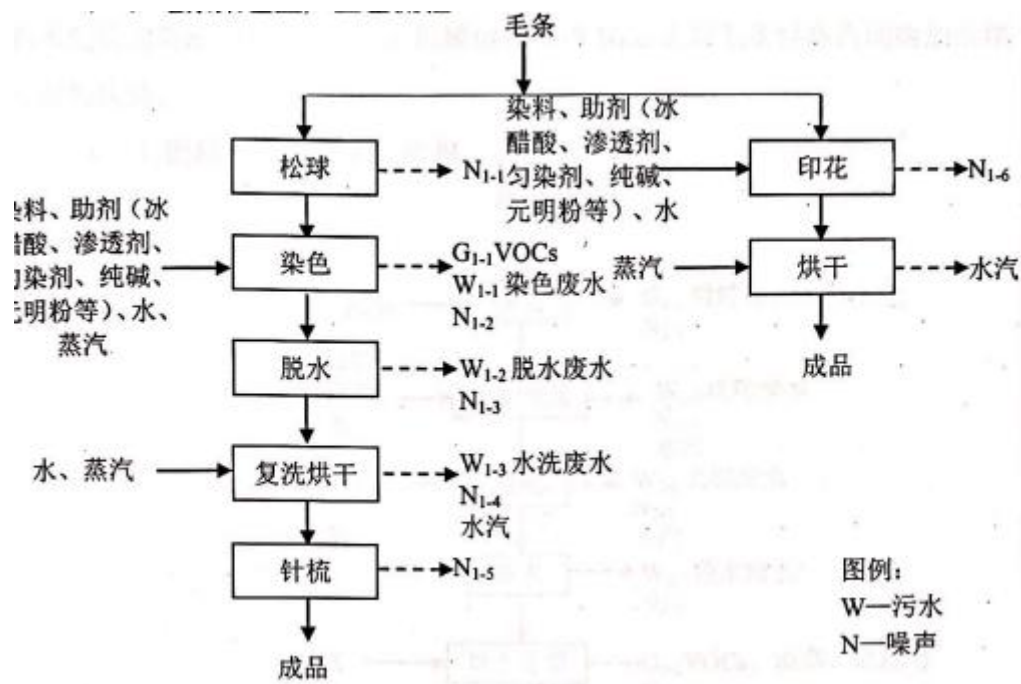 毛条
松球
N1-1
染料、助剂（冰
醋酸、渗透剂、
匀染剂、纯碱、
元明粉等）、水
印花
N1-6
料、助剂（冰
醋酸、渗透剂、
匀染剂、纯碱、
元明粉等）、水、
蒸汽
染色
G1-1VOCs
W1-1染色废水
N1-2
蒸汽
烘干
水汽
脱水
W1-2脱水废水
N1-3
成品
水、蒸汽
复洗烘干
W1-3水洗废水
N1-4
水汽
针梳
N1-5
成品
图例：
W—污水
N—噪声